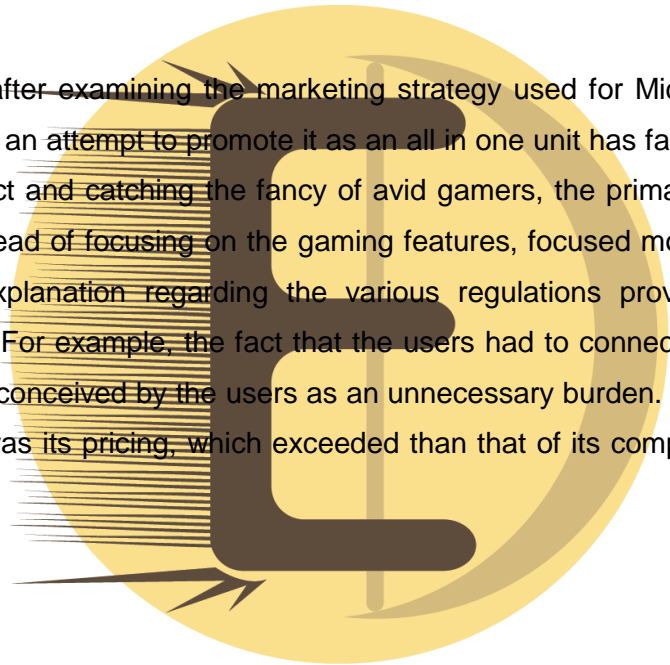 after examining the marketing strategy used for Mic
an attempt to promote it as an all in one unit has fa
ct and catching the fancy of avid gamers, the prima
ead of focusing on the gaming features, focused mo
xplanation regarding the various regulations prov
For example, the fact that the users had to connec
conceived by the users as an unnecessary burden.
as its pricing, which exceeded than that of its comp